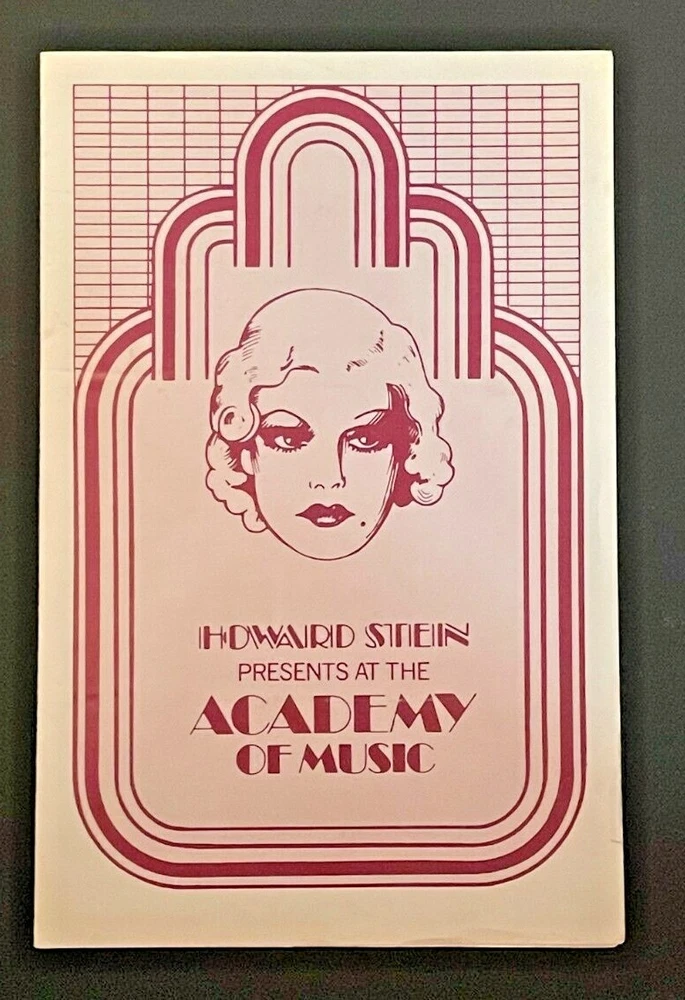 HOWARD STEIN
PRESENTS AT THE
ACADEMY
OF MUSIC